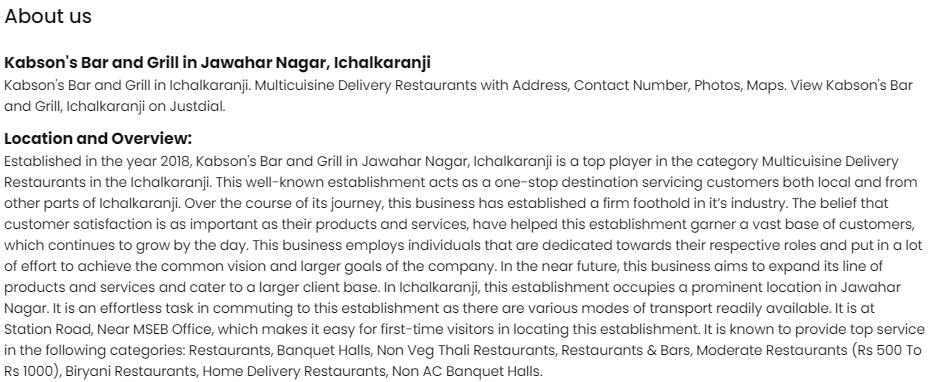 About us
Kabson's Bar and Grill in Jawahar Nagar, Ichalkaranji
Kabson's Bar and Grill in Ichalkaranji. Multicuisine Delivery Restaurants with Address, Contact Number, Photos, Maps. View Kabson's Bar
and Grill, Ichalkaranji on Justdial.
Location and Overview:
Established in the year 2018, Kabson's Bar and Grill in Jawahar Nagar, Ichalkaranji is a top player in the category Multicuisine Delivery
Restaurants in the Ichalkaranji. This well-known establishment acts as a one-stop destination servicing customers both local and from
other parts of Ichalkaranji. Over the course of its journey, this business has established a firm foothold in it's industry. The belief that
customer satisfaction is as important as their products and services, have helped this establishment garner a vast base of customers,
which continues to grow by the day. This business employs individuals that are dedicated towards their respective roles and put in a lot
of effort to achieve the common vision and larger goals of the company. In the near future, this business aims to expand its line of
products and services and cater to a larger client base. In Ichalkaranji, this establishment occupies a prominent location in Jawahar
Nagar. It is an effortless task in commuting to this establishment as there are various modes of transport readily available. It is at
Station Road, Near MSEB Office, which makes it easy for first-time visitors in locating this establishment. It is known to provide top service
in the following categories: Restaurants, Banquet Halls, Non Veg Thali Restaurants, Restaurants & Bars, Moderate Restaurants (Rs 500 To
Rs 1000), Biryani Restaurants, Home Delivery Restaurants, Non AC Banquet Halls.